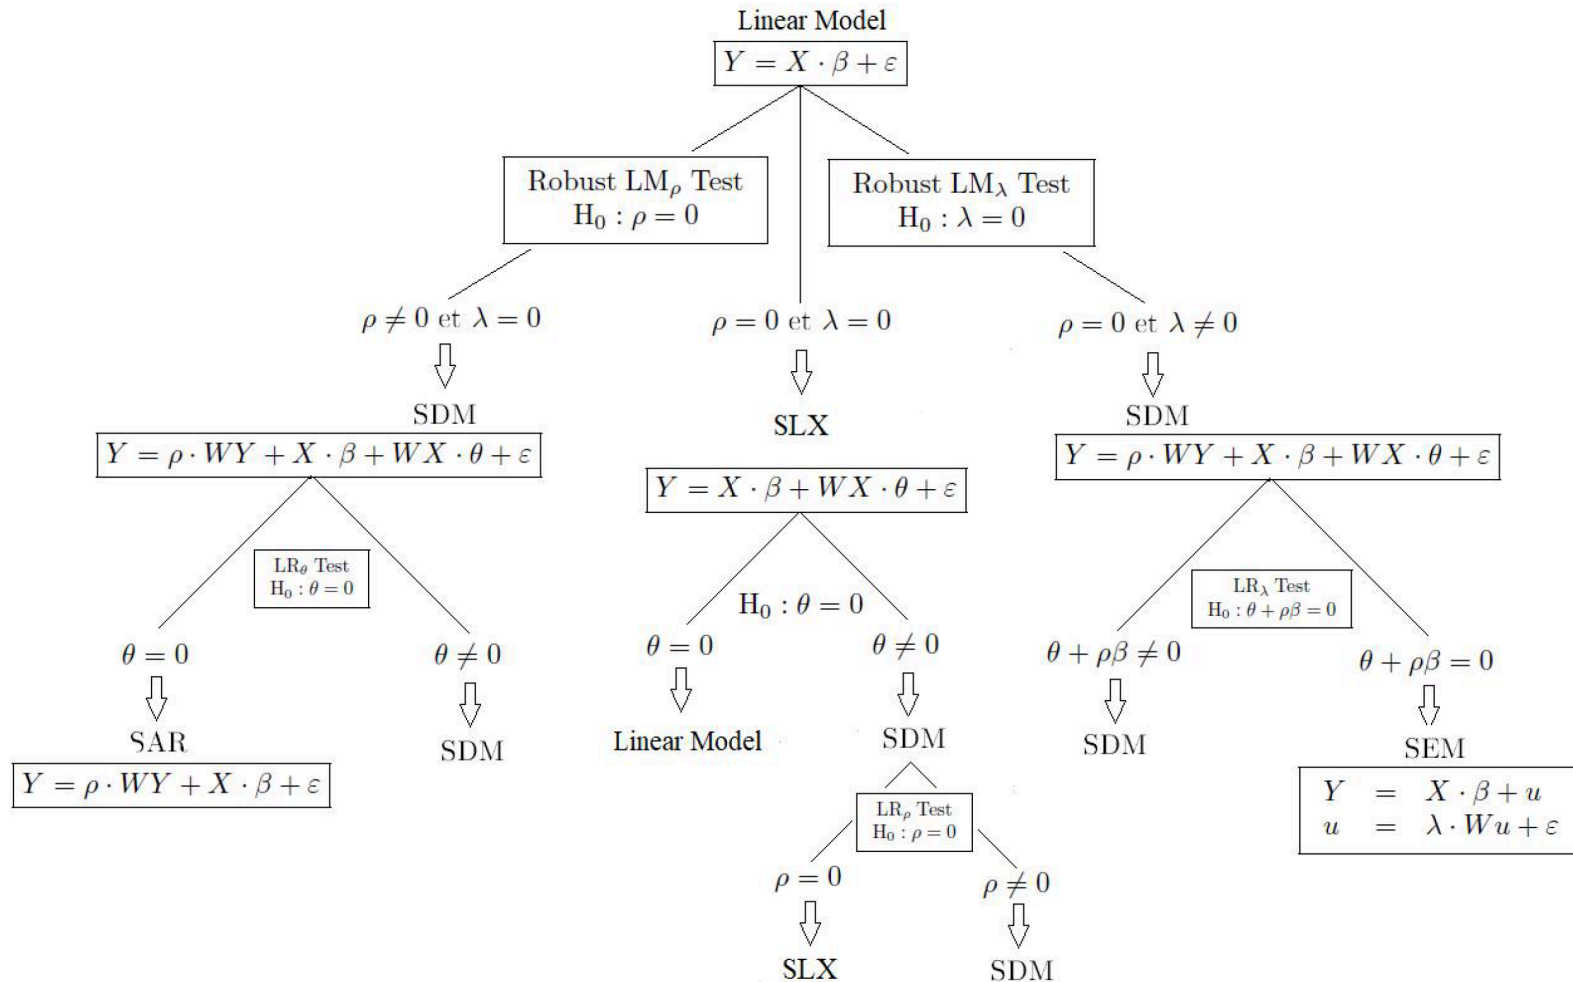 Linear Model
Y = X · β + ε
Robust LMρ Test
H₀ : ρ = 0
Robust LMλ Test
H₀ : λ = 0
ρ ≠ 0 et λ = 0
ρ = 0 et λ = 0
ρ = 0 et λ ≠ 0
SDM
SLX
SDM
Y = ρ · WY + X · β + WX · θ + ε
Y = X · β + WX · θ + ε
Y = ρ · WY + X · β + WX · θ + ε
LRθ Test
H₀ : θ = 0
H₀ : θ = 0
LRλ Test
H₀ : θ + ρβ = 0
θ = 0
θ ≠ 0
θ = 0
θ ≠ 0
θ + ρβ ≠ 0
θ + ρβ = 0
SAR
SDM
Linear Model
SDM
SDM
SEM
Y = ρ · WY + X · β + ε
Y = X · β + u
u = λ · Wu + ε
LRρ Test
H₀ : ρ = 0
ρ = 0
ρ ≠ 0
SLX
SDM